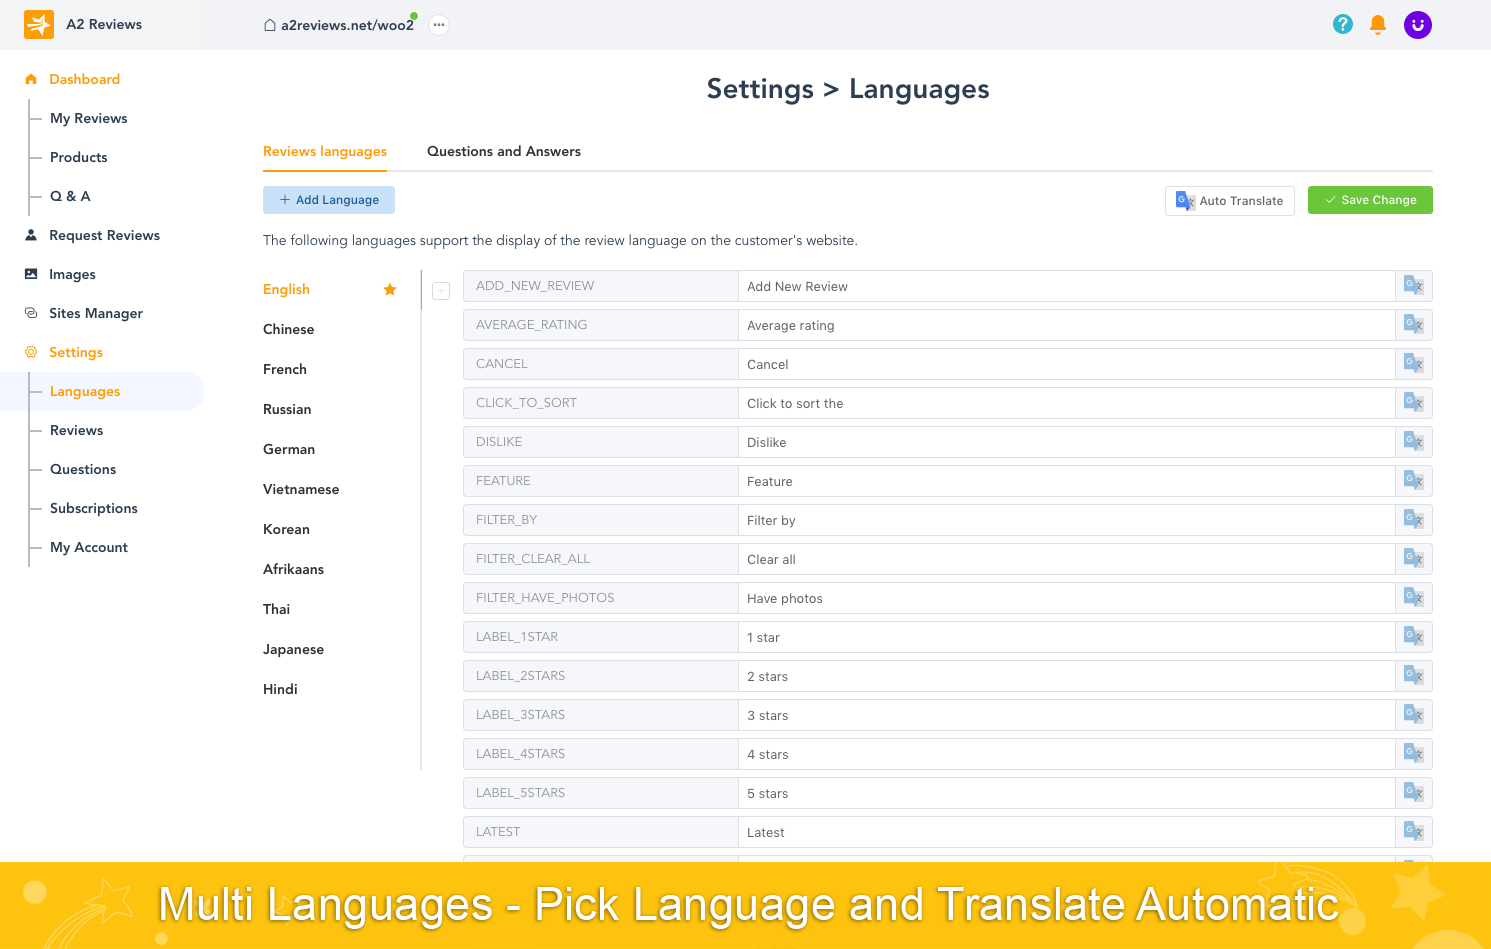 A2 Reviews
a2reviews.net/woo2
?
Dashboard
My Reviews
Products
Q & A
Request Reviews
Images
Sites Manager
Settings
Languages
Reviews
Questions
Subscriptions
My Account
Settings > Languages
Reviews languages
Questions and Answers
+ Add Language
Auto Translate
Save Change
The following languages support the display of the review language on the customer's website.
English
Chinese
French
Russian
German
Vietnamese
Korean
Afrikaans
Thai
Japanese
Hindi
ADD_NEW_REVIEW Add New Review
AVERAGE_RATING Average rating
CANCEL Cancel
CLICK_TO_SORT Click to sort the
DISLIKE Dislike
FEATURE Feature
FILTER_BY Filter by
FILTER_CLEAR_ALL Clear all
FILTER_HAVE_PHOTOS Have photos
LABEL_1STAR 1 star
LABEL_2STARS 2 stars
LABEL_3STARS 3 stars
LABEL_4STARS 4 stars
LABEL_5STARS 5 stars
LATEST Latest
Multi Languages - Pick Language and Translate Automatic